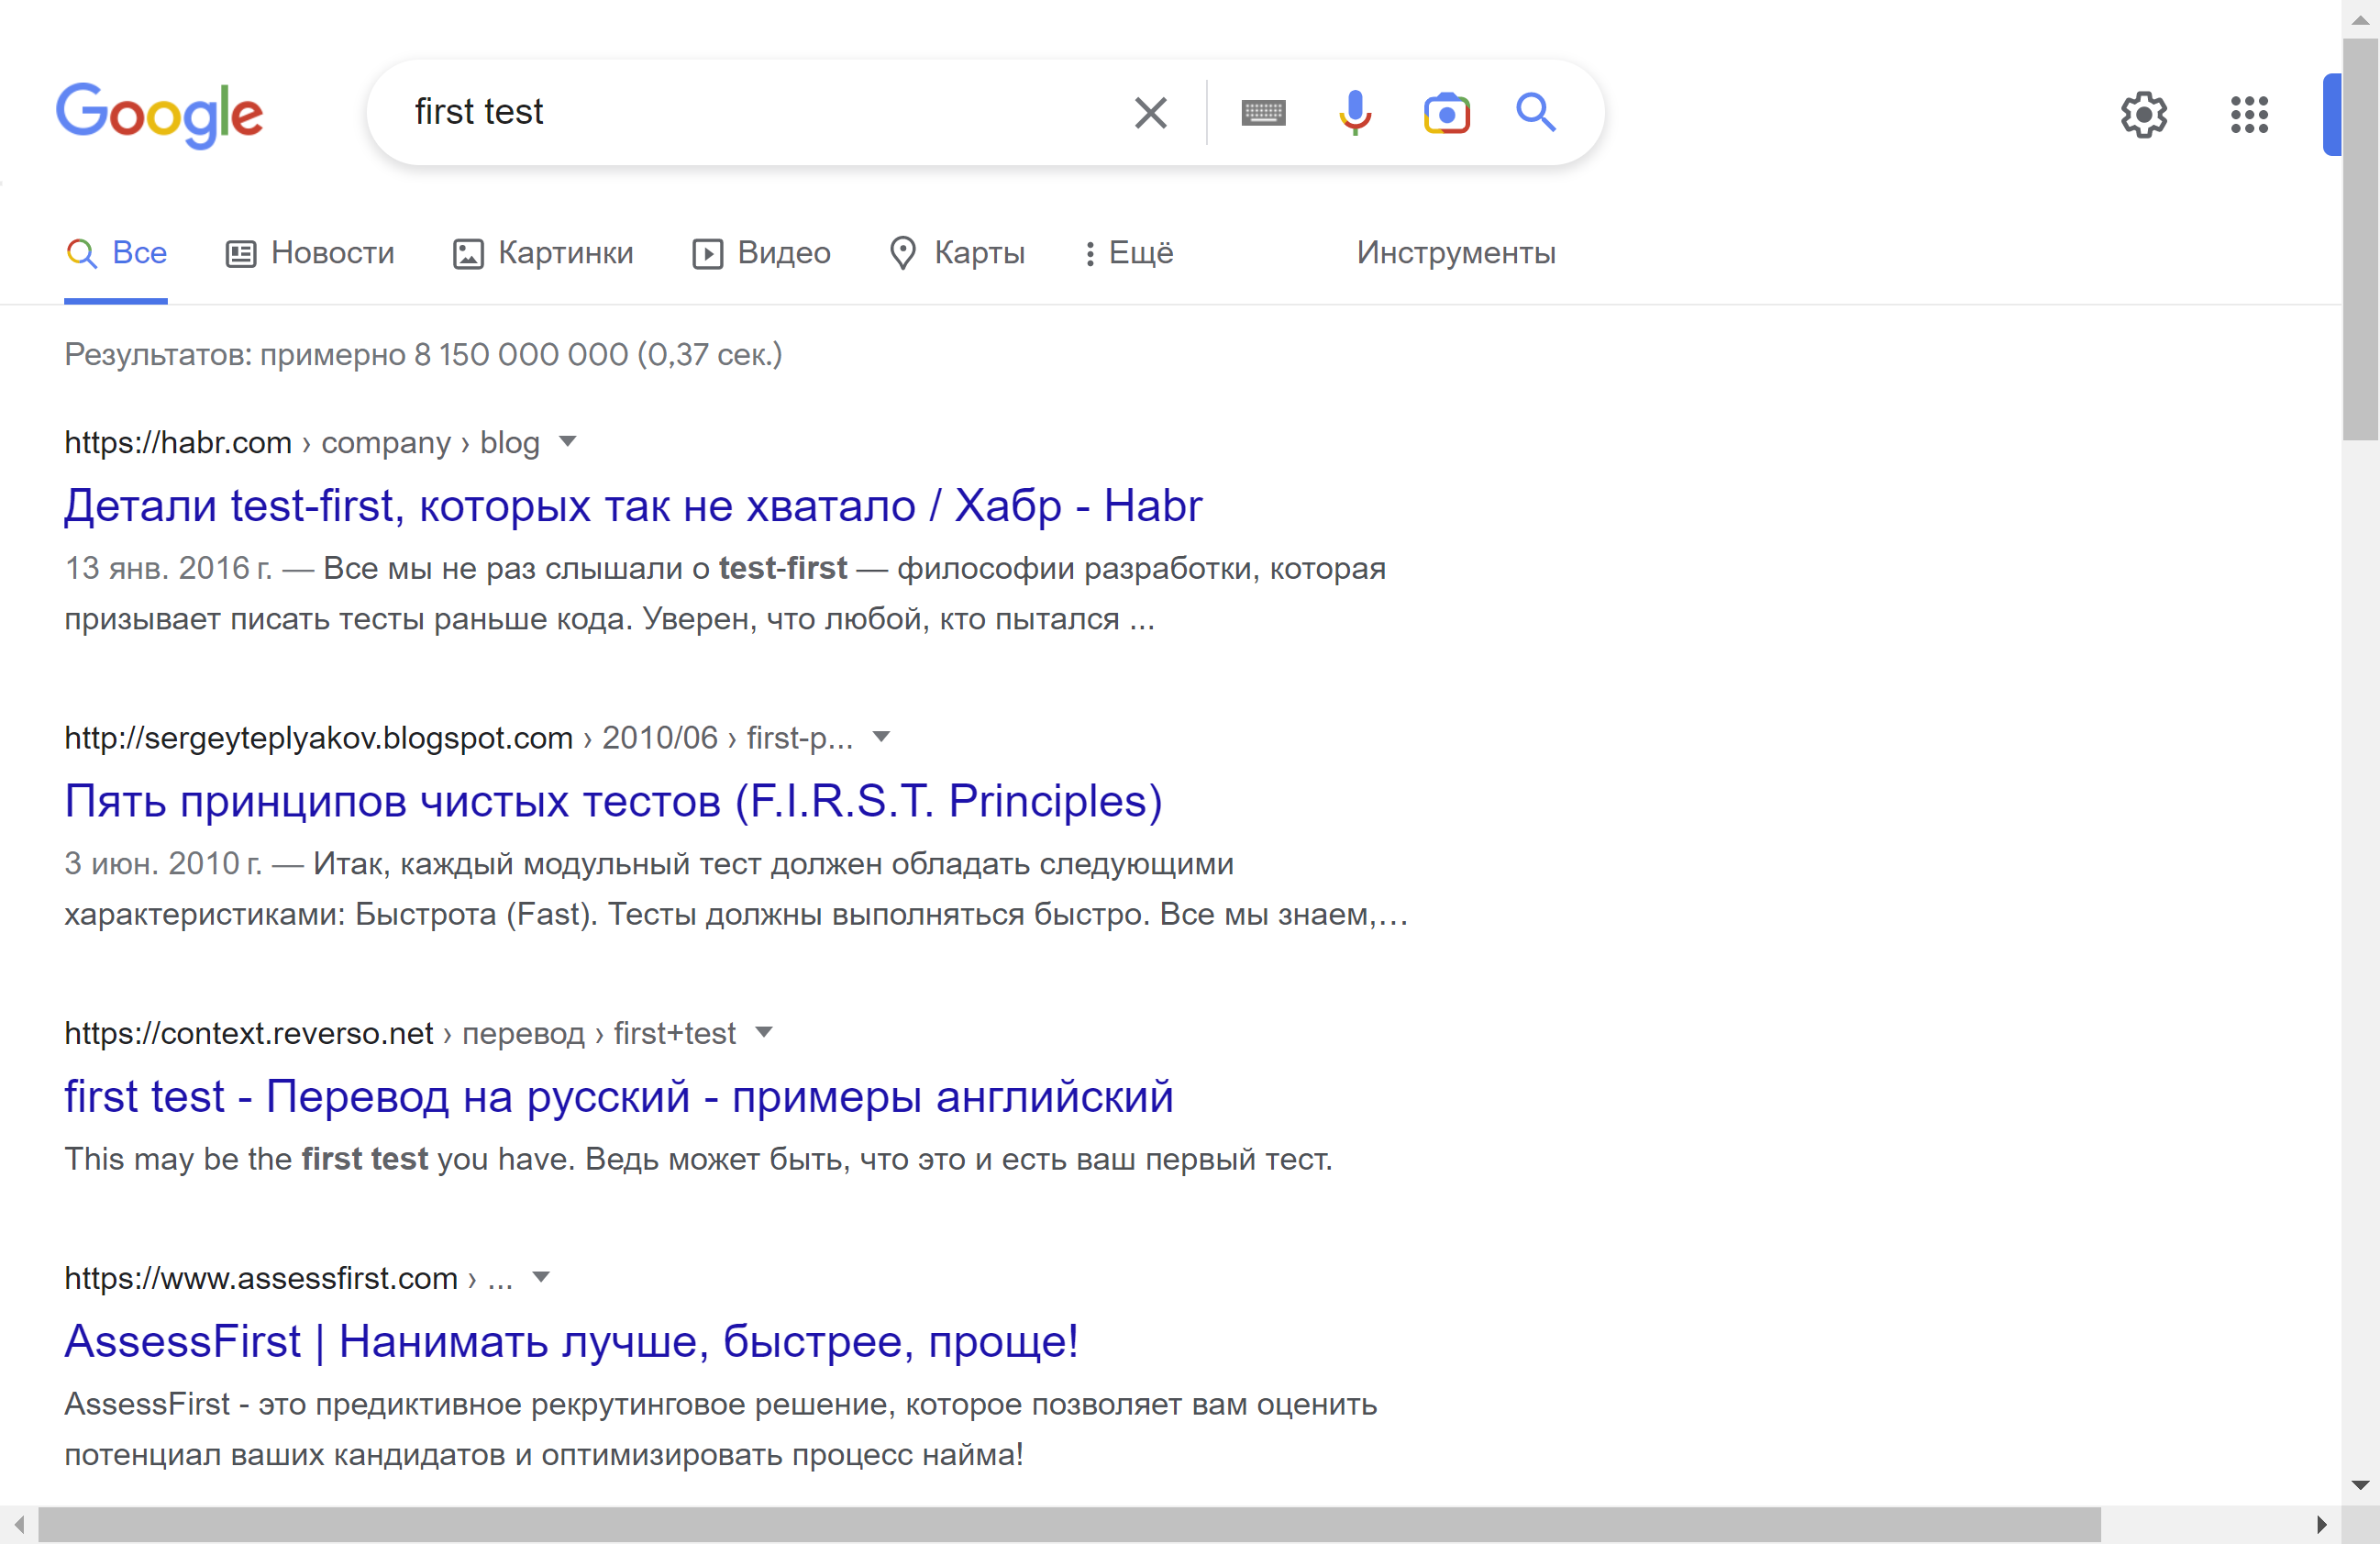 Google
first test
Все Новости Картинки Видео Карты Ещё Инструменты
Результатов: примерно 8 150 000 000 (0,37 сек.)
https://habr.com › company › blog
Детали test-first, которых так не хватало / Хабр - Habr
13 янв. 2016 г. — Все мы не раз слышали о test-first — философии разработки, которая
призывает писать тесты раньше кода. Уверен, что любой, кто пытался ...
http://sergeyteplyakov.blogspot.com › 2010/06 › first-p...
Пять принципов чистых тестов (F.I.R.S.T. Principles)
3 июн. 2010 г. — Итак, каждый модульный тест должен обладать следующими
характеристиками: Быстрота (Fast). Тесты должны выполняться быстро. Все мы знаем,...
https://context.reverso.net › перевод › first+test
first test - Перевод на русский - примеры английский
This may be the first test you have. Ведь может быть, что это и есть ваш первый тест.
https://www.assessfirst.com › ...
AssessFirst | Нанимать лучше, быстрее, проще!
AssessFirst - это предиктивное рекрутинговое решение, которое позволяет вам оценить
потенциал ваших кандидатов и оптимизировать процесс найма!